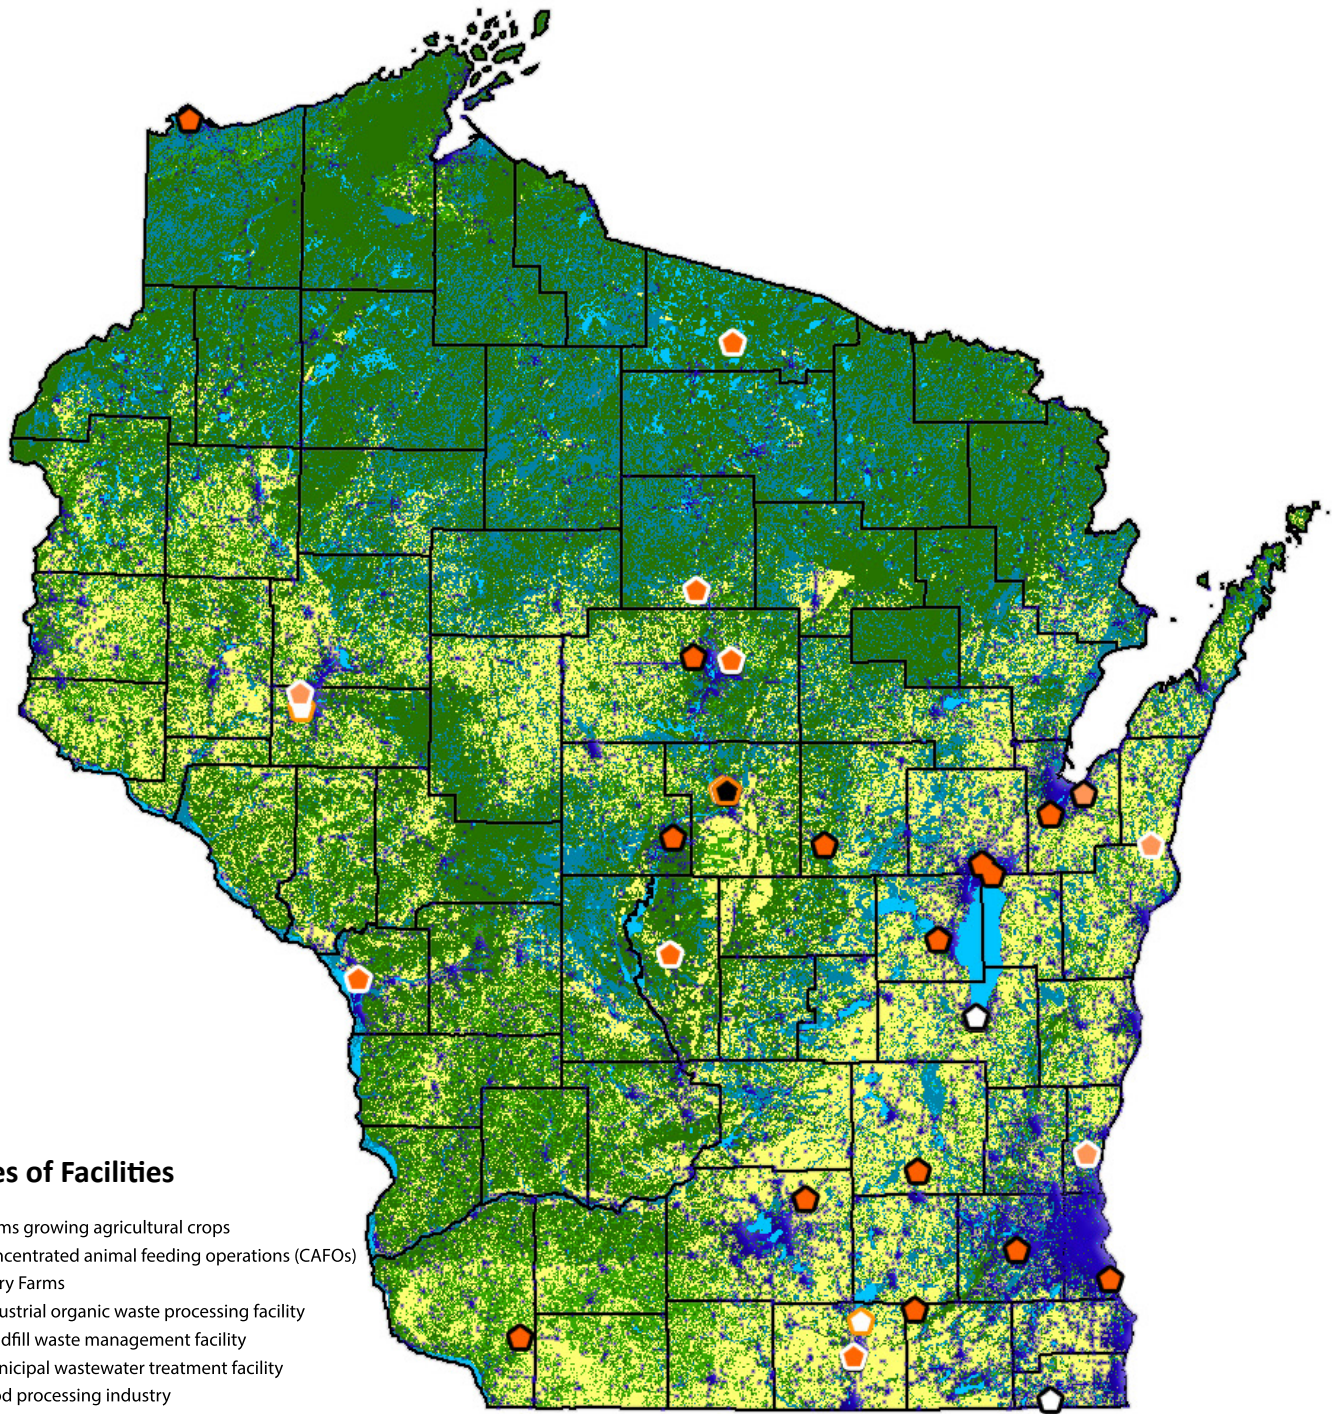 es of Facilities
ms growing agricultural crops
ncentrated animal feeding operations (CAFOs)
ry Farms
ustrial organic waste processing facility
dfill waste management facility
nicipal wastewater treatment facility
od processing industry